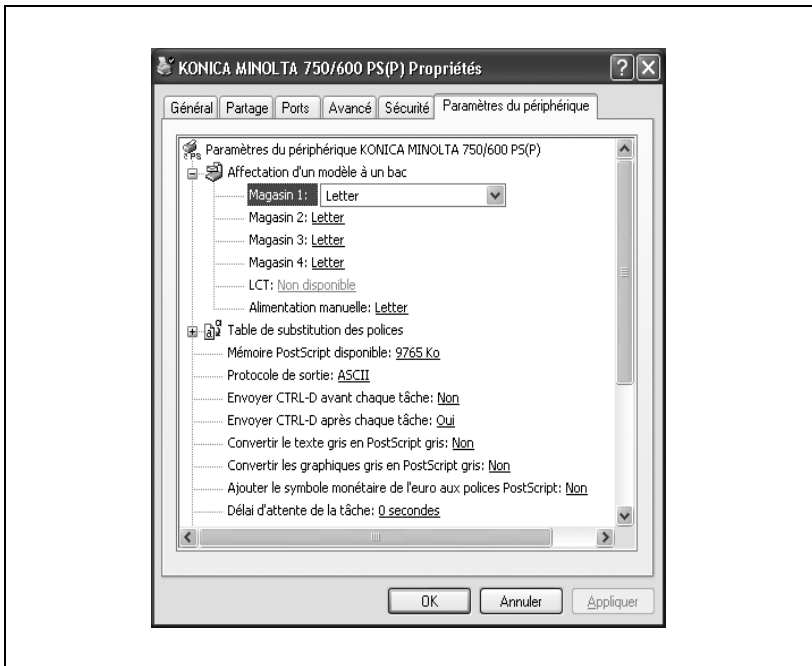 KONICA MINOLTA 750/600 PS(P) Propriétés
Général Partage Ports Avancé Sécurité Paramètres du périphérique
Paramètres du périphérique KONICA MINOLTA 750/600 PS(P)
Affectation d'un modèle à un bac
Magasin 1: Letter
Magasin 2: Letter
Magasin 3: Letter
Magasin 4: Letter
LCT: Non disponible
Alimentation manuelle: Letter
Table de substitution des polices
Mémoire PostScript disponible: 9765 Ko
Protocole de sortie: ASCII
Envoyer CTRL-D avant chaque tâche: Non
Envoyer CTRL-D après chaque tâche: Oui
Convertir le texte gris en PostScript gris: Non
Convertir les graphiques gris en PostScript gris: Non
Ajouter le symbole monétaire de l'euro aux polices PostScript: Non
Délai d'attente de la tâche: 0 secondes
OK Annuler Appliquer